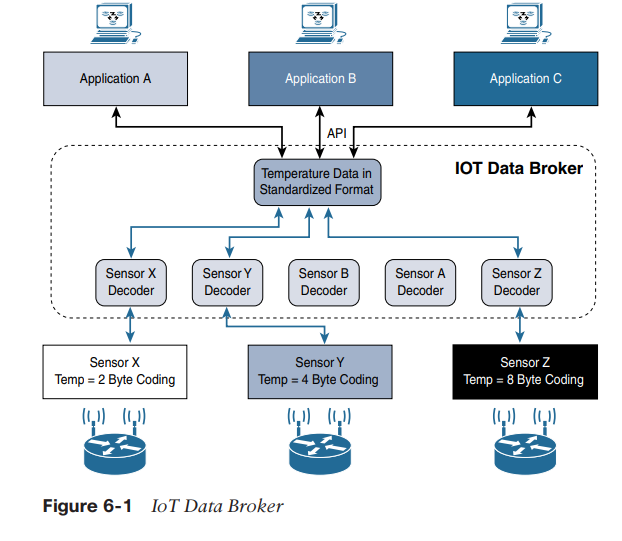 Application A
Application B
Application C
API
IOT Data Broker
Temperature Data in
Standardized Format
Sensor X
Decoder
Sensor Y
Decoder
Sensor B
Decoder
Sensor A
Decoder
Sensor Z
Decoder
Sensor X
Temp = 2 Byte Coding
Sensor Y
Temp = 4 Byte Coding
Sensor Z
Temp = 8 Byte Coding
Figure 6-1 IoT Data Broker